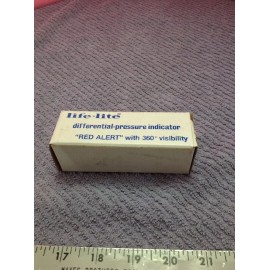 life-lite
differential-pressure indicator
"RED ALERT" with 360° visibility
17 18 19 20 21